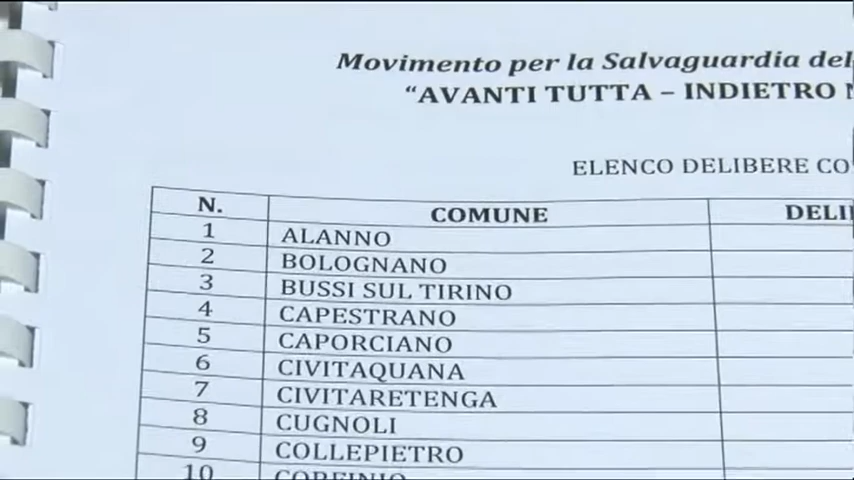 Movimento per la Salvaguardia del
“AVANTI TUTTA – INDIETRO
ELENCO DELIBERE
N. COMUNE
1 ALANNO
2 BOLOGNANO
3 BUSSI SUL TIRINO
4 CAPESTRANO
5 CAPORCIANO
6 CIVITAQUANA
7 CIVITARETENGA
8 CUGNOLI
9 COLLEPIETRO
10 CORFINIO